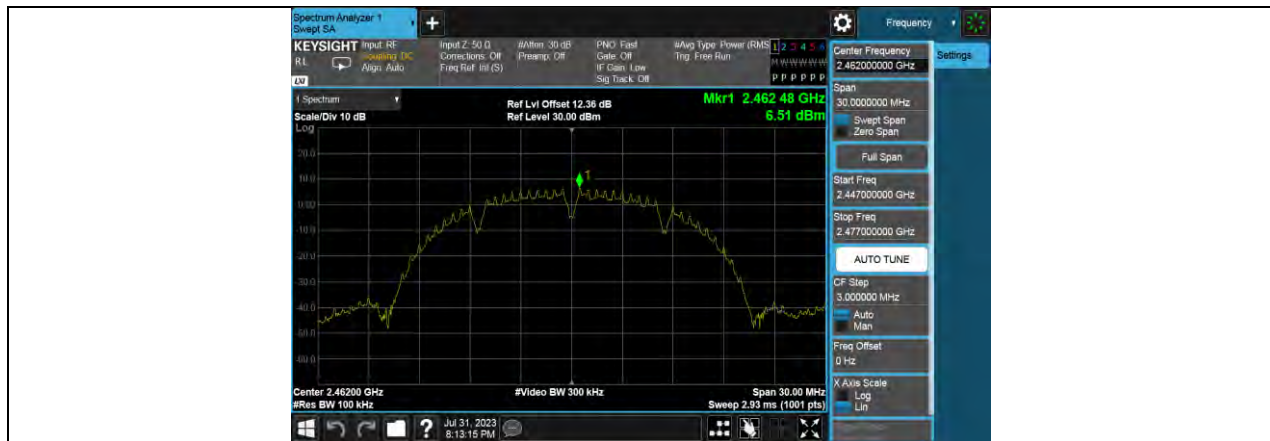 Spectrum Analyzer 1
Swept SA
+
Frequency
KEYSIGHT
RL
LXI
Input: RF
Coupling: DC
Align: Auto
Input Z: 50 Ω
Corrections: Off
Freq Ref: Int (S)
#Atten: 30 dB
Preamp: Off
PNO: Fast
Gate: Off
IF Gain: Low
Sig Track: Off
#Avg Type: Power (RMS
Trig: Free Run
1 2 3 4 5 6
M W W W W W
P P P P P P
1 Spectrum
Scale/Div 10 dB
Ref Lvl Offset 12.36 dB
Ref Level 30.00 dBm
Mkr1 2.462 48 GHz
6.51 dBm
Log
20.0
10.0
0.00
-10.0
-20.0
-30.0
-40.0
-50.0
-60.0
1
Center 2.46200 GHz
#Res BW 100 kHz
#Video BW 300 kHz
Span 30.00 MHz
Sweep 2.93 ms (1001 pts)
Center Frequency
2.462000000 GHz
Settings
Span
30.0000000 MHz
Swept Span
Zero Span
Full Span
Start Freq
2.447000000 GHz
Stop Freq
2.477000000 GHz
AUTO TUNE
CF Step
3.000000 MHz
Auto
Man
Freq Offset
0 Hz
X Axis Scale
Log
Lin
?
Jul 31, 2023
8:13:15 PM